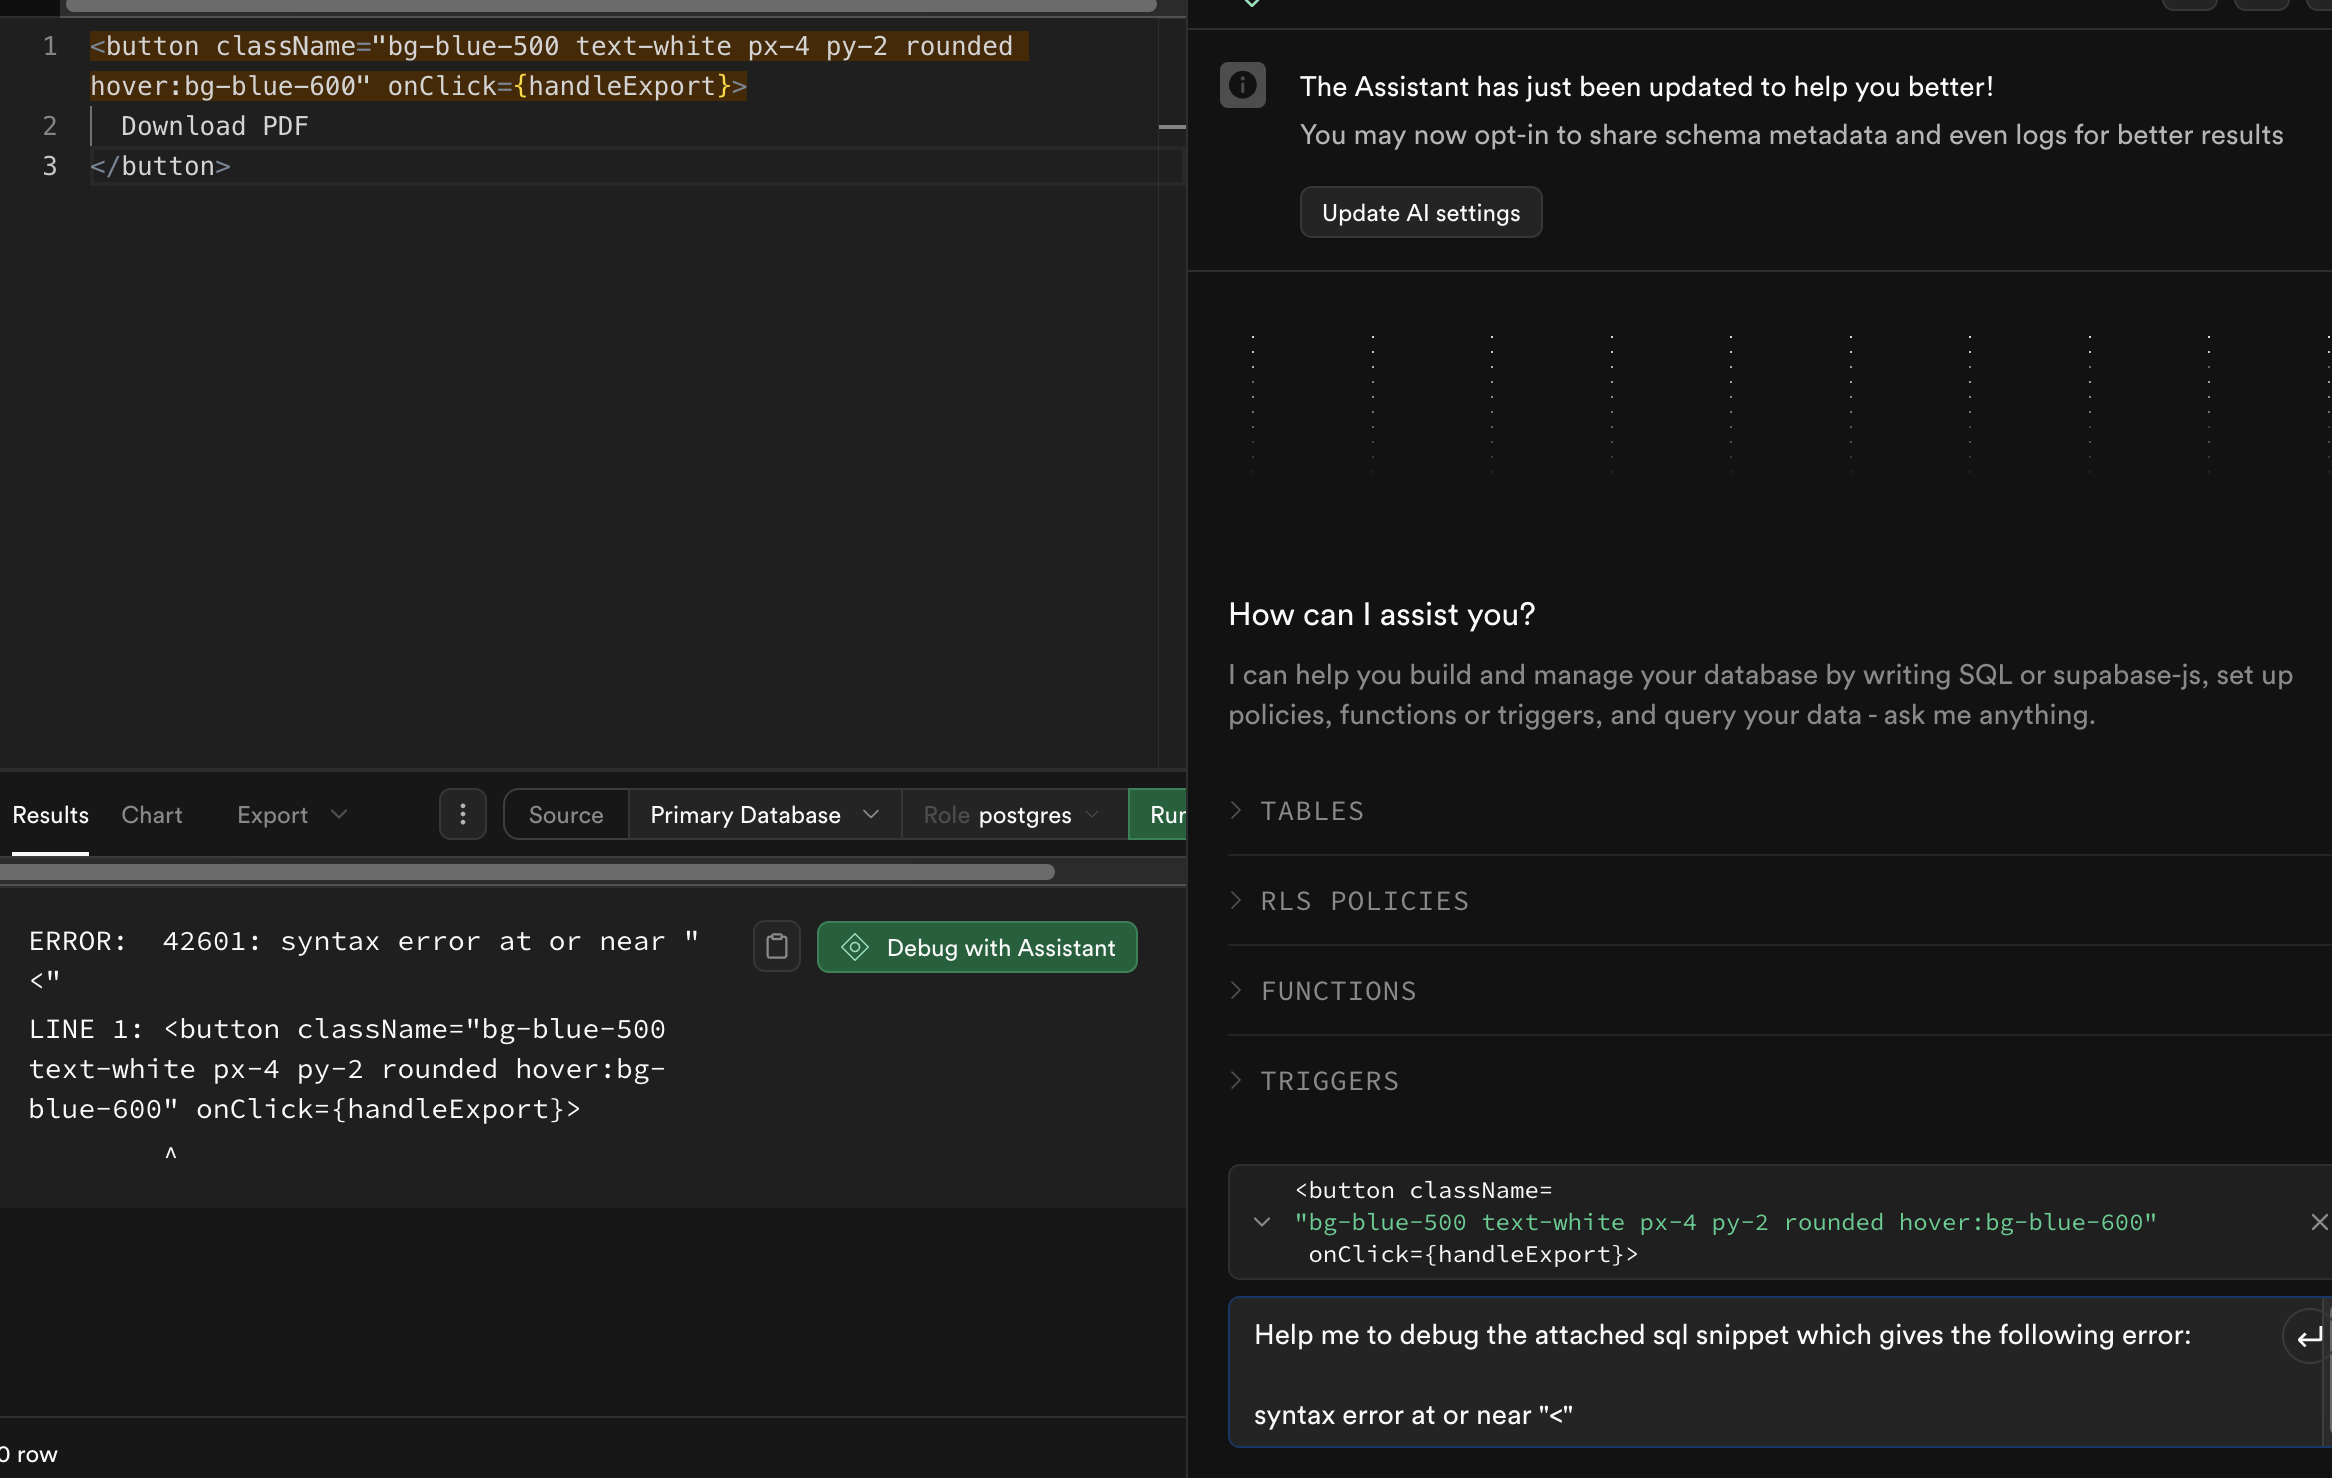 1 <button className="bg-blue-500 text-white px-4 py-2 rounded
hover:bg-blue-600" onClick={handleExport}>
2 Download PDF
3 </button>
Results Chart Export Source Primary Database Role postgres
ERROR:  42601: syntax error at or near "
<"
Debug with Assistant
LINE 1: <button className="bg-blue-500
text-white px-4 py-2 rounded hover:bg-
blue-600" onClick={handleExport}>
^
0 row
The Assistant has just been updated to help you better!
You may now opt-in to share schema metadata and even logs for better results
Update AI settings
How can I assist you?
I can help you build and manage your database by writing SQL or supabase-js, set up
policies, functions or triggers, and query your data - ask me anything.
TABLES
RLS POLICIES
FUNCTIONS
TRIGGERS
<button className=
"bg-blue-500 text-white px-4 py-2 rounded hover:bg-blue-600"
onClick={handleExport}>
Help me to debug the attached sql snippet which gives the following error:
syntax error at or near "<"